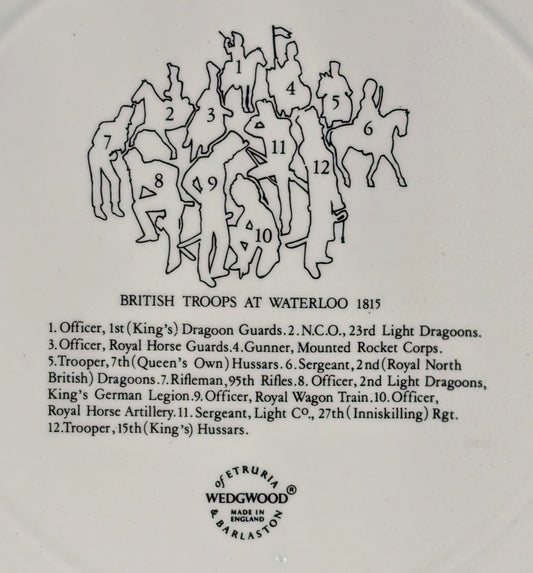 1
2
3
4
5
6
7
8
9
10
11
12
BRITISH TROOPS AT WATERLOO 1815
1. Officer, 1st (King's) Dragoon Guards. 2. N.C.O., 23rd Light Dragoons.
3. Officer, Royal Horse Guards. 4. Gunner, Mounted Rocket Corps.
5. Trooper, 7th (Queen's Own) Hussars. 6. Sergeant, 2nd (Royal North
British) Dragoons. 7. Rifleman, 95th Rifles. 8. Officer, 2nd Light Dragoons,
King's German Legion. 9. Officer, Royal Wagon Train. 10. Officer,
Royal Horse Artillery. 11. Sergeant, Light Co., 27th (Inniskilling) Rgt.
12. Trooper, 15th (King's) Hussars.
of ETRURIA
WEDGWOOD®
MADE IN
ENGLAND
& BARLASTON